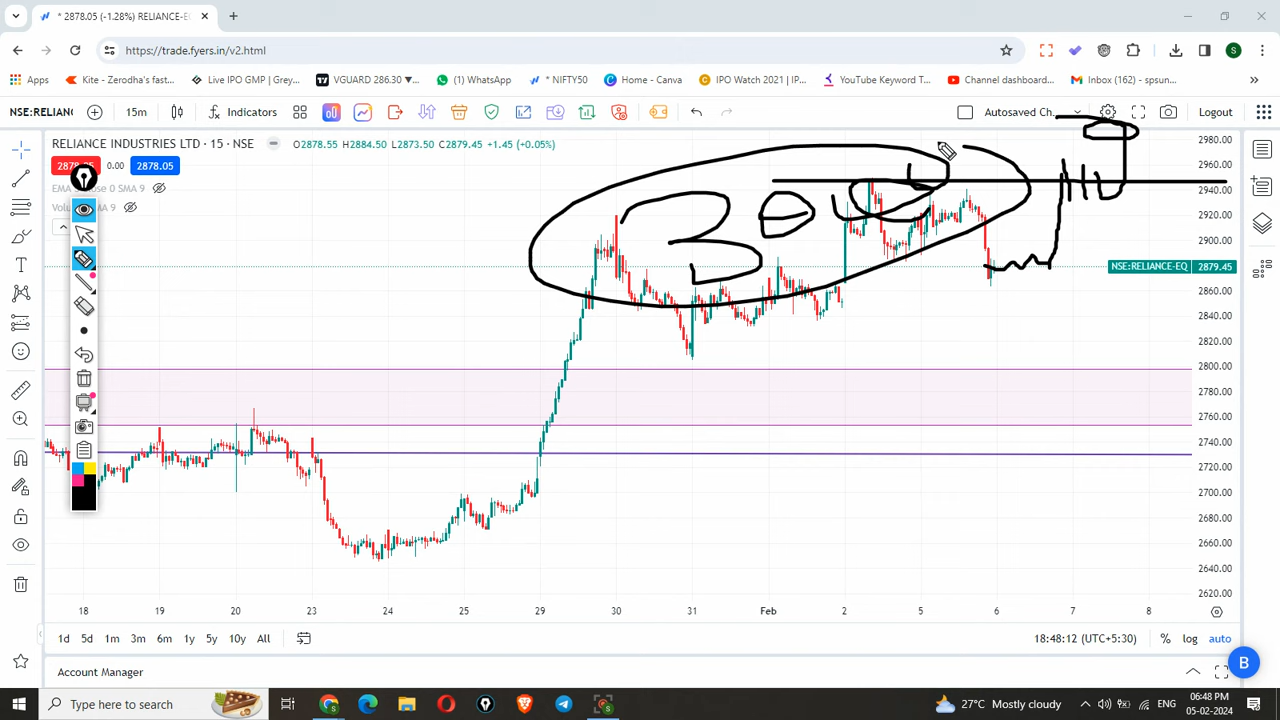 * 2878.05 (-1.28%) RELIANCE-EQ
https://trade.fyers.in/v2.html
S
Apps
Kite - Zerodha's fast...
Live IPO GMP | Grey...
VGUARD 286.30 ▼...
(1) WhatsApp
* NIFTY50
Home - Canva
IPO Watch 2021 | IP...
YouTube Keyword T...
Channel dashboard...
Inbox (162) - spsun...
NSE:RELIANC
15m
Indicators
Autosaved Ch...
Logout
RELIANCE INDUSTRIES LTD · 15 · NSE
O2878.55 H2884.50 L2873.50 C2879.45 +1.45 (+0.05%)
2878.05 0.00 2878.05
2980.00
2960.00
2940.00
2920.00
2900.00
NSE:RELIANCE-EQ 2879.45
2860.00
2840.00
2820.00
2800.00
2780.00
2760.00
2740.00
2720.00
2700.00
2680.00
2660.00
2640.00
2620.00
18 19 20 23 24 25 29 30 31 Feb 2 5 6 7 8
1d 5d 1m 3m 6m 1y 5y 10y All
18:48:12 (UTC+5:30) % log auto
Account Manager
B
Type here to search
27°C Mostly cloudy
ENG
06:48 PM
05-02-2024